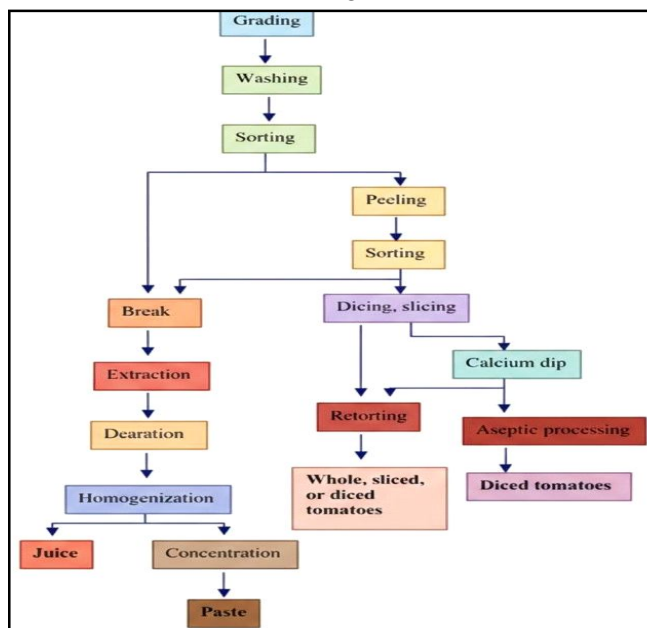 Grading
Washing
Sorting
Peeling
Sorting
Break
Dicing, slicing
Extraction
Calcium dip
Dearation
Retorting
Aseptic processing
Homogenization
Whole, sliced,
or diced
tomatoes
Diced tomatoes
Juice
Concentration
Paste